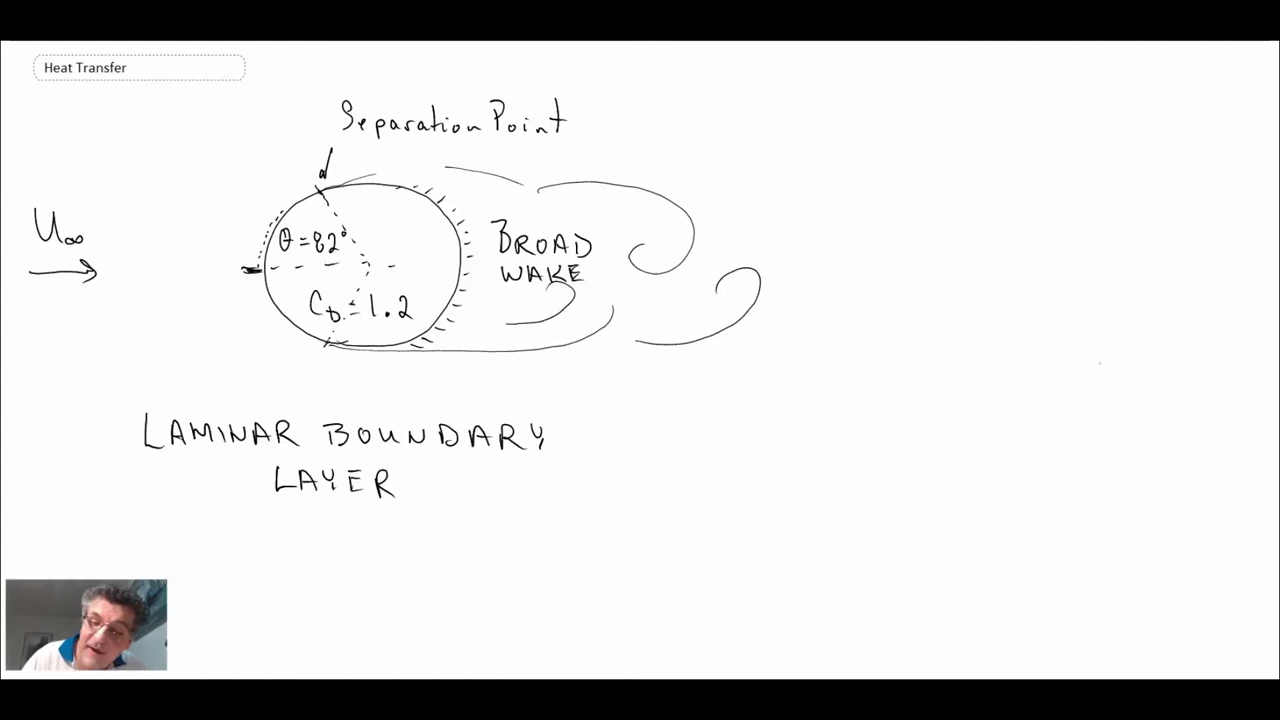 Heat Transfer
Separation Point
U∞
θ = 82°
BROAD
WAKE
C_D = 1.2
LAMINAR BOUNDARY
LAYER